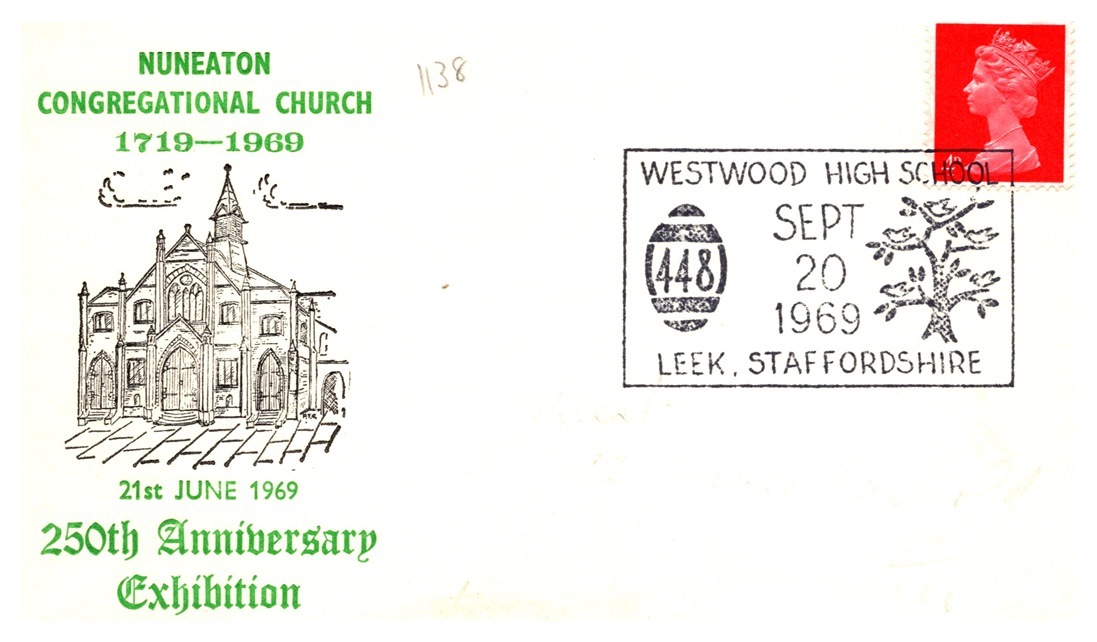 NUNEATON
CONGREGATIONAL CHURCH
1719—1969
21st JUNE 1969
250th Anniversary
Exhibition
1138
WESTWOOD HIGH SCHOOL
448
SEPT
20
1969
LEEK, STAFFORDSHIRE